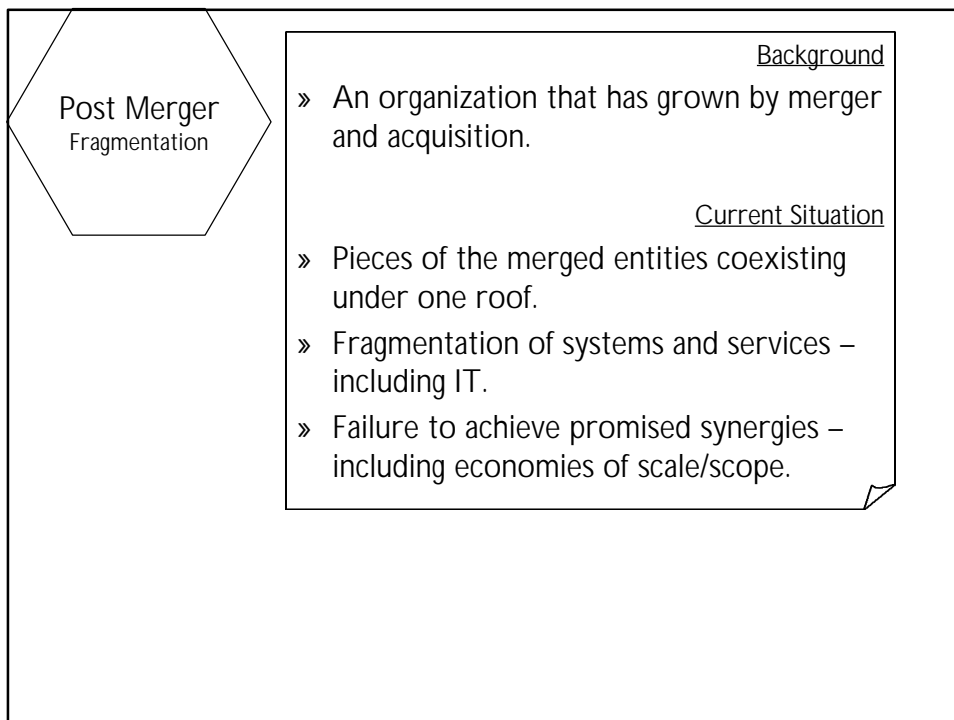 Post Merger
Fragmentation
Background
» An organization that has grown by merger
and acquisition.
Current Situation
» Pieces of the merged entities coexisting
under one roof.
» Fragmentation of systems and services –
including IT.
» Failure to achieve promised synergies –
including economies of scale/scope.